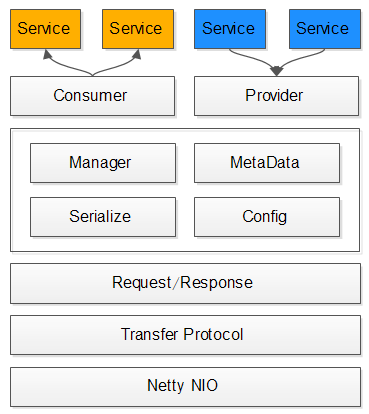 Service
Service
Service
Service
Consumer
Provider
Manager
MetaData
Serialize
Config
Request/Response
Transfer Protocol
Netty NIO